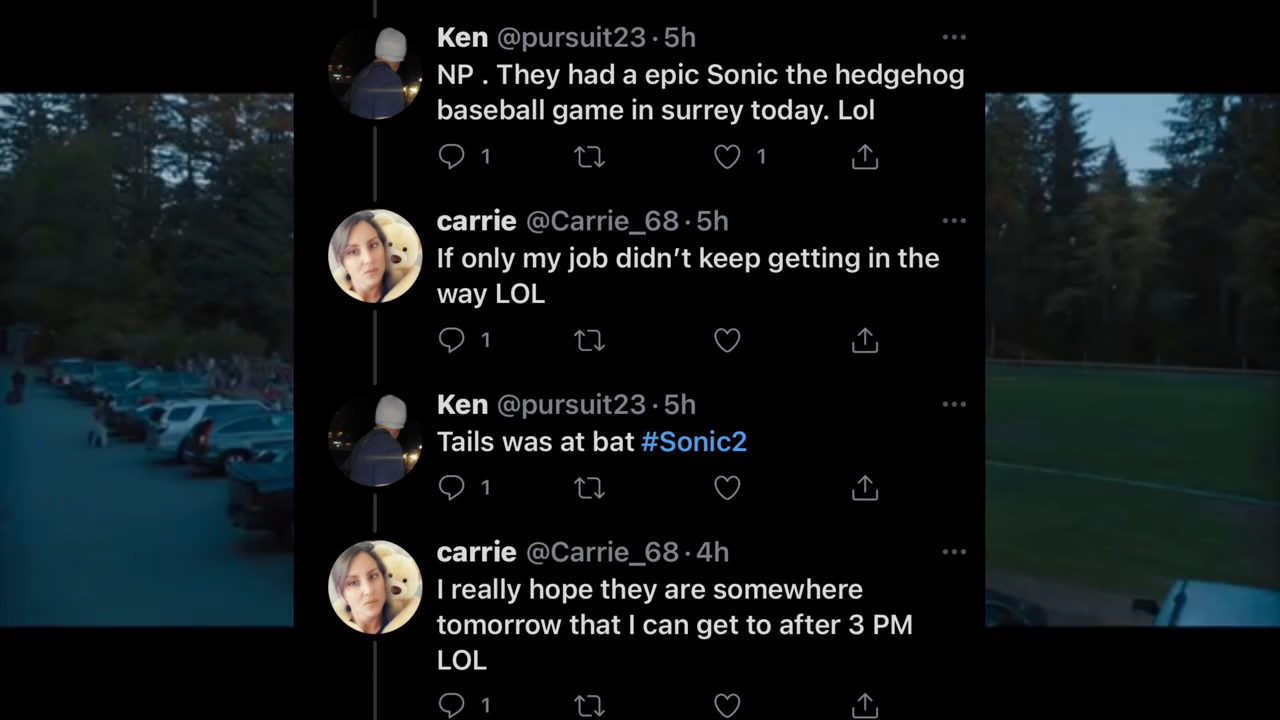 Ken @pursuit23 · 5h
NP . They had a epic Sonic the hedgehog
baseball game in surrey today. Lol
1 1
carrie @Carrie_68 · 5h
If only my job didn’t keep getting in the
way LOL
1
Ken @pursuit23 · 5h
Tails was at bat #Sonic2
1
carrie @Carrie_68 · 4h
I really hope they are somewhere
tomorrow that I can get to after 3 PM
LOL
1